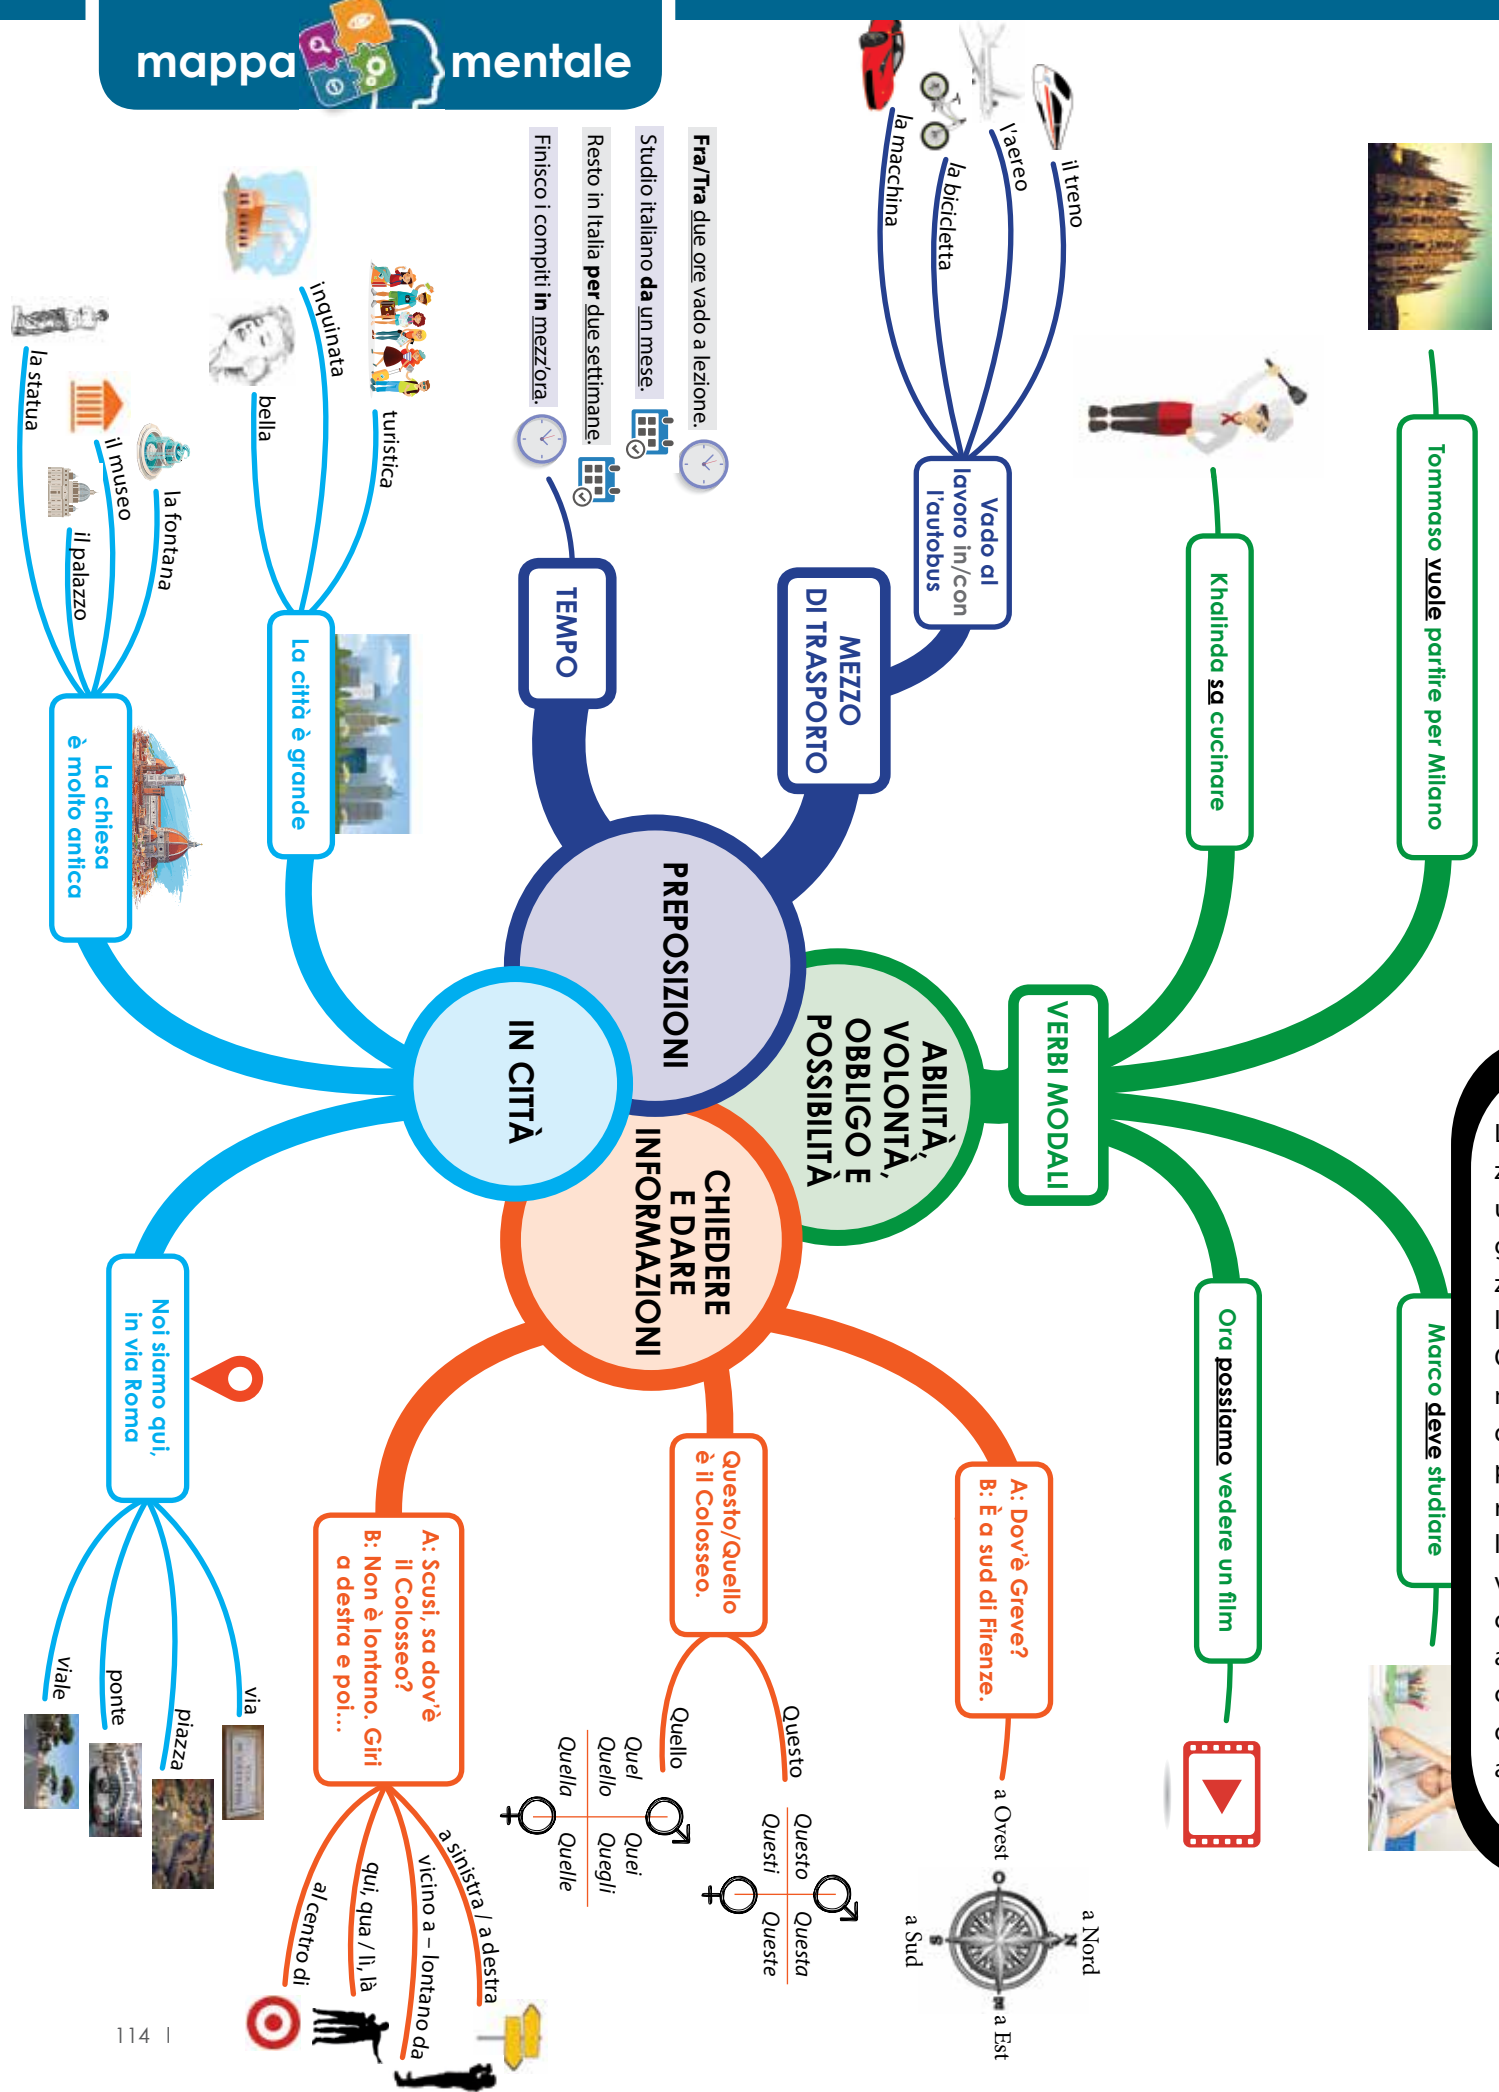 mappa mentale
Tommaso vuole partire per Milano
Khalinda sa cucinare
VERBI MODALI
Marco deve studiare
Ora possiamo vedere un film
ABILITÀ,
VOLONTÀ,
OBBLIGO E
POSSIBILITÀ
il treno
l'aereo
la bicicletta
la macchina
Vado al
lavoro in/con
l'autobus
MEZZO
DI TRASPORTO
PREPOSIZIONI
TEMPO
Fra/Tra due ore vado a lezione.
Studio italiano da un mese.
Resto in Italia per due settimane.
Finisco i compiti in mezz'ora.
CHIEDERE
E DARE
INFORMAZIONI
A: Dov'è Greve?
B: È a sud di Firenze.
a Nord
a Ovest
a Est
a Sud
O
N
S
Questo/Quello
è il Colosseo.
Questo
Questo Questa
Questi Queste
Quello
Quel Quei
Quello Quegli
Quella Quelle
A: Scusi, sa dov'è
il Colosseo?
B: Non è lontano. Giri
a destra e poi...
a sinistra / a destra
vicino a – lontano da
qui, qua / lì, là
al centro di
IN CITTÀ
turistica
inquinata
bella
La città è grande
la fontana
il museo
il palazzo
la statua
La chiesa
è molto antica
Noi siamo qui,
in via Roma
via
piazza
ponte
viale
114 |